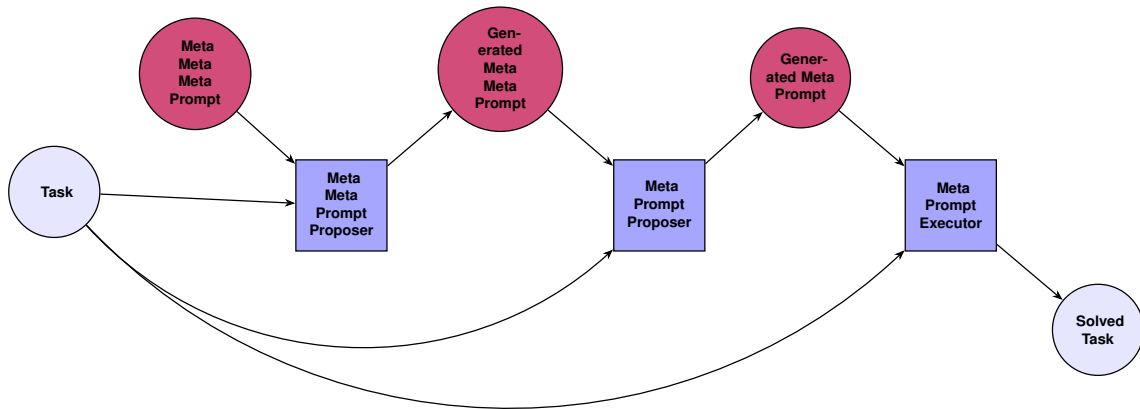 Meta
Meta
Meta
Prompt
Gen-
erated
Meta
Meta
Prompt
Gener-
ated Meta
Prompt
Task
Meta
Meta
Prompt
Proposer
Meta
Prompt
Proposer
Meta
Prompt
Executor
Solved
Task